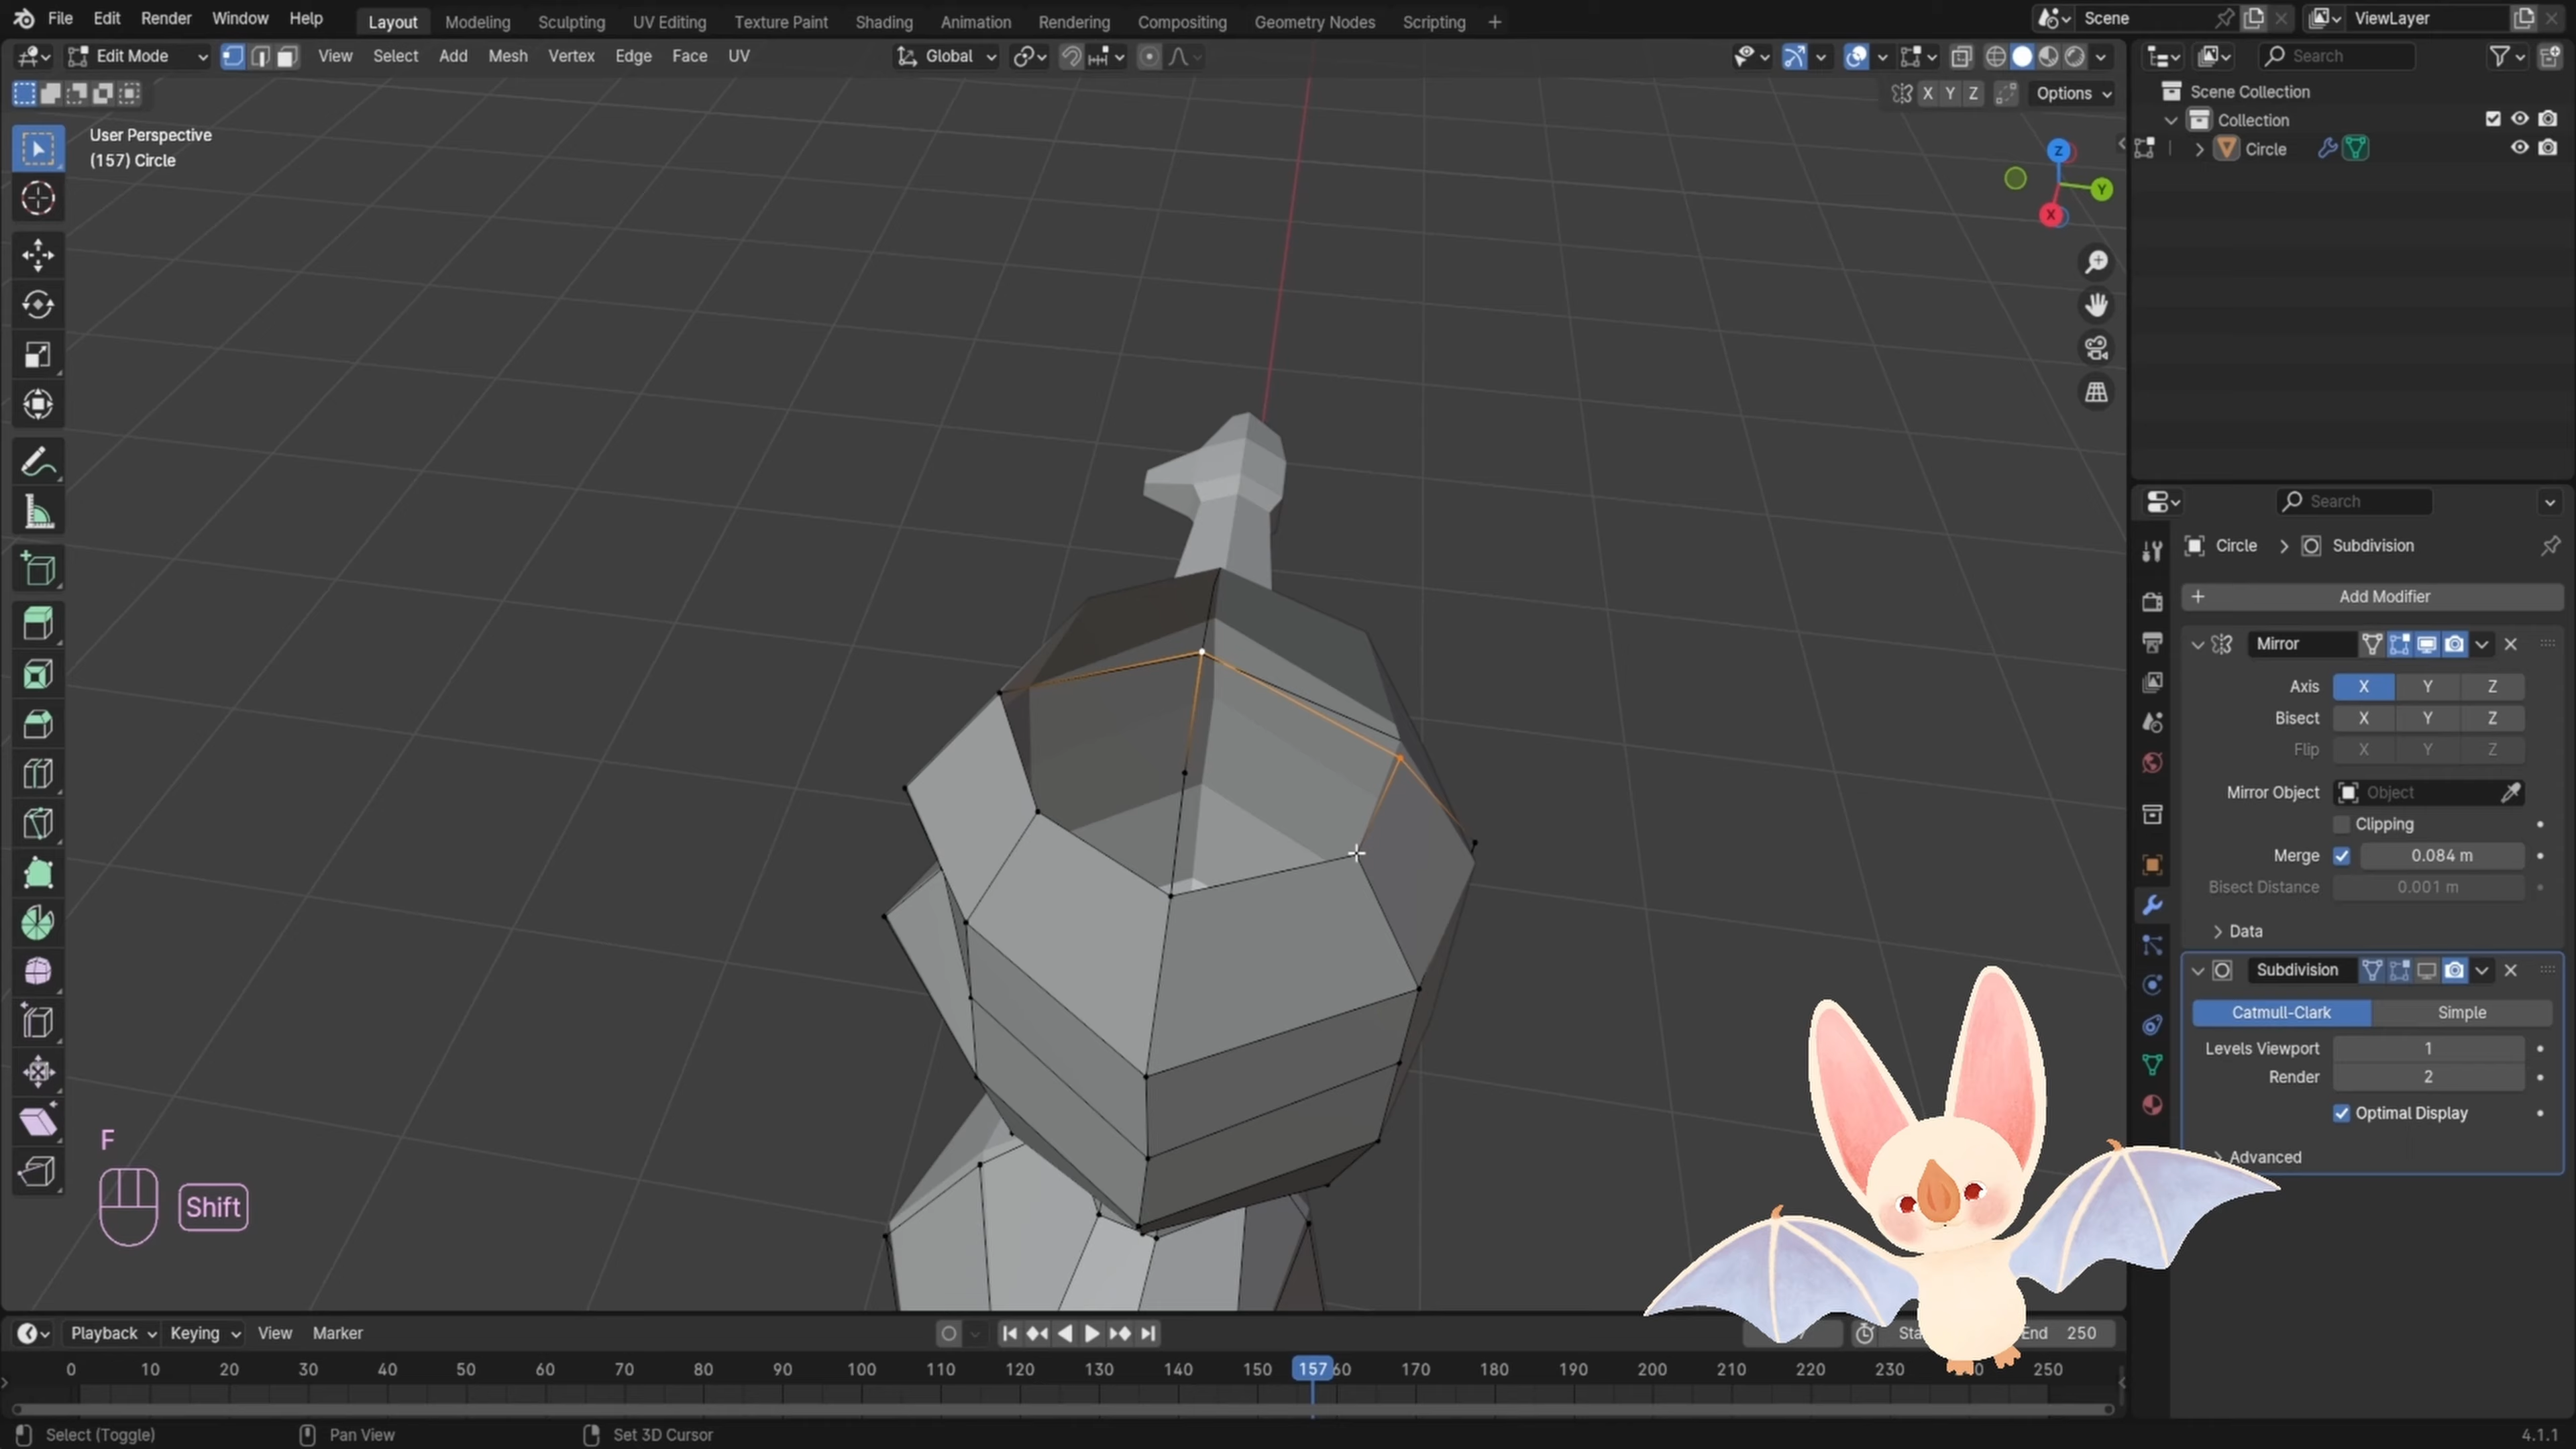 File Edit Render Window Help Layout Modeling Sculpting UV Editing Texture Paint Shading Animation Rendering Compositing Geometry Nodes Scripting + Scene ViewLayer
Edit Mode View Select Add Mesh Vertex Edge Face UV Global Search
X Y Z Options
Scene Collection
Collection
Circle
User Perspective
(157) Circle
Z
Y
X
Search
Circle Subdivision
+ Add Modifier
Mirror
Axis X Y Z
Bisect X Y Z
Flip X Y Z
Mirror Object Object
Clipping
Merge 0.084 m
Bisect Distance 0.001 m
Data
Subdivision
Catmull-Clark Simple
Levels Viewport 1
Render 2
Optimal Display
Advanced
F
Shift
Playback Keying View Marker End 250
0 10 20 30 40 50 60 70 80 90 100 110 120 130 140 150 157 60 170 180 190 200 210 220 230 250
Select (Toggle) Pan View Set 3D Cursor 4.1.1